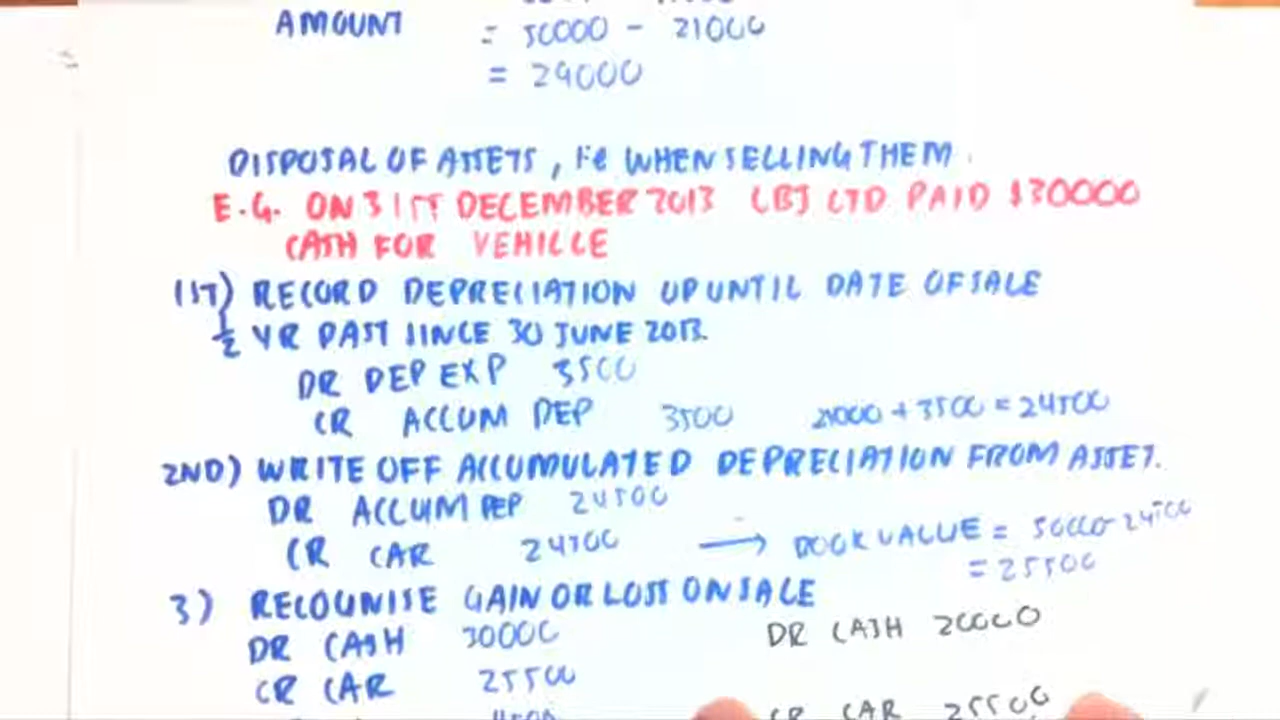 AMOUNT = 50000 - 21000
= 29000
DISPOSAL OF ASSETS, ie WHEN SELLING THEM.
E.G. ON 31ST DECEMBER 2013 LBJ LTD PAID $30000
CASH FOR VEHICLE
1ST) RECORD DEPRECIATION UP UNTIL DATE OF SALE
½ YR PAST SINCE 30 JUNE 2013.
DR DEP EXP 3500
CR ACCUM DEP 3500 21000 + 3500 = 24500
2ND) WRITE OFF ACCUMULATED DEPRECIATION FROM ASSET.
DR ACCUM DEP 24500
CR CAR 24500 → BOOK VALUE = 50000-24500
= 25500
3) RECOGNISE GAIN OR LOSS ON SALE
DR CASH 30000 DR CASH 20000
CR CAR 25500
CR CAR 25500